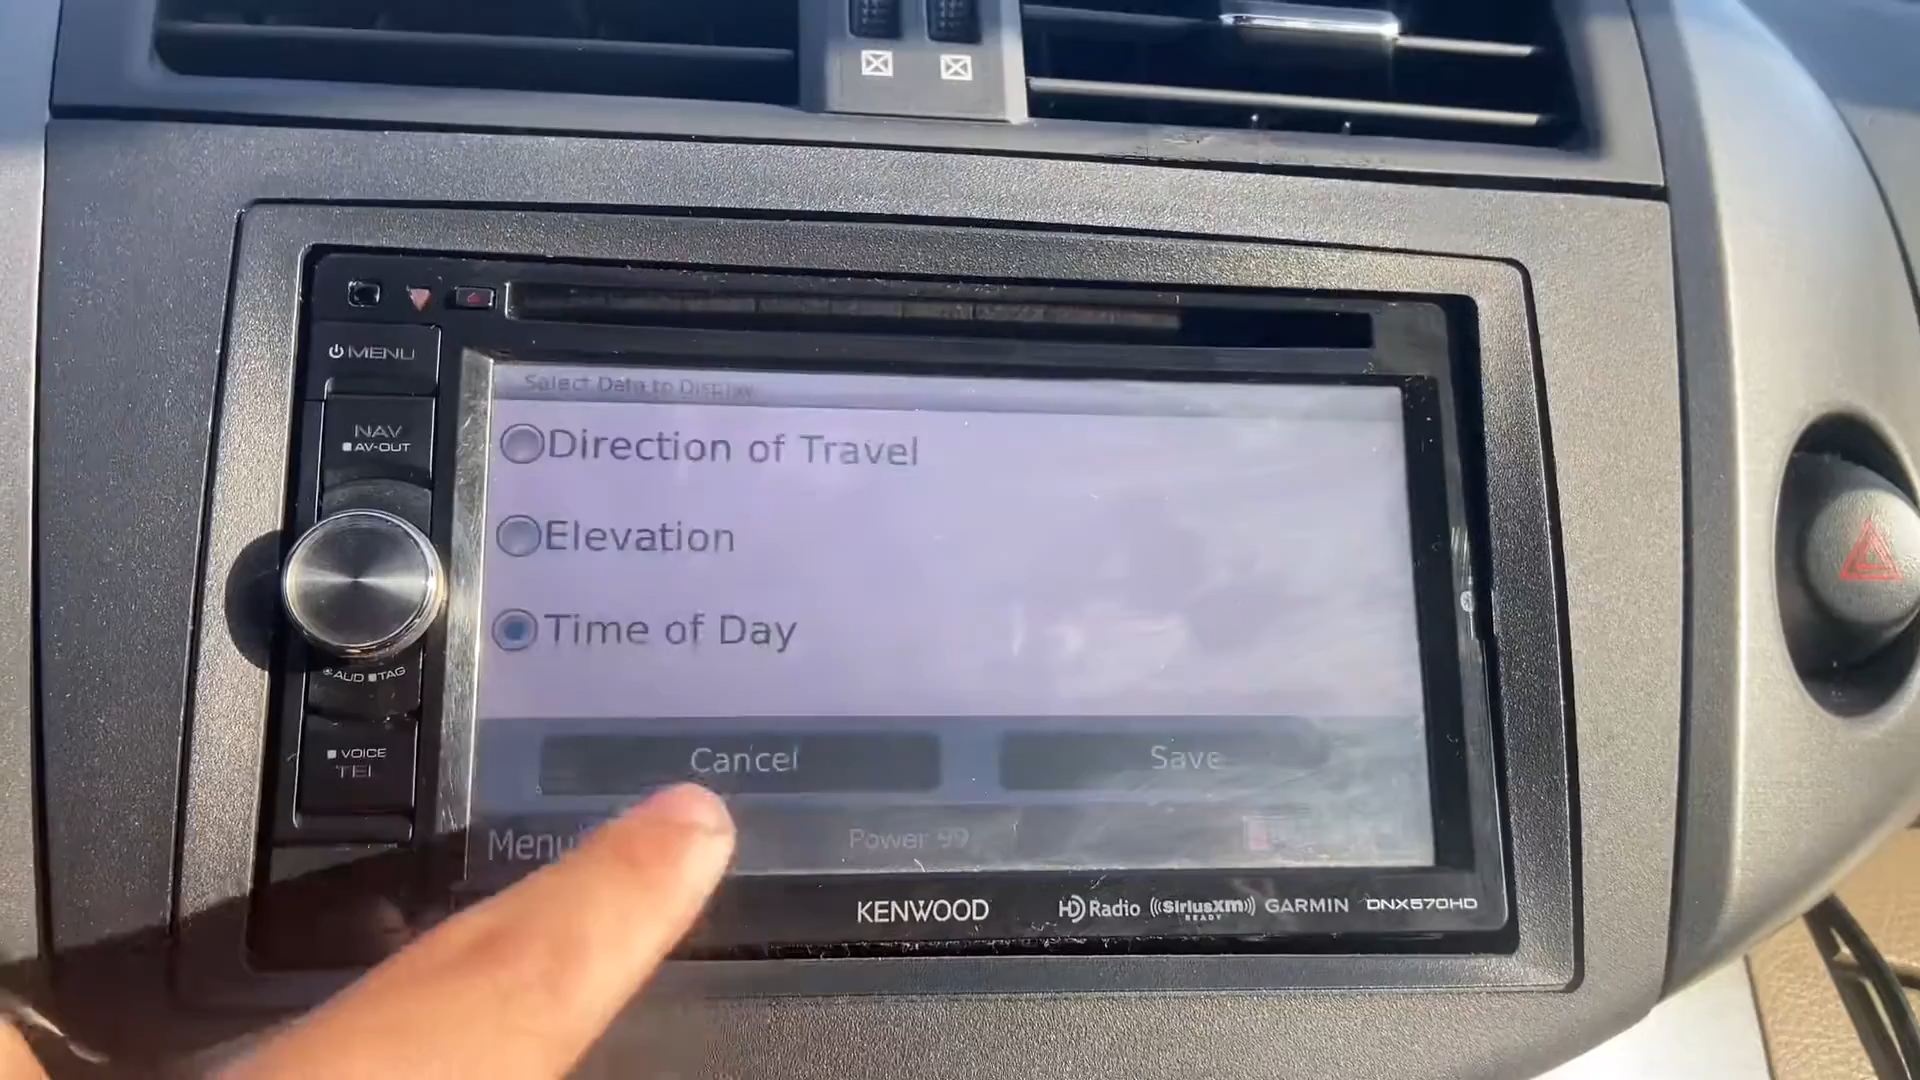 MENU
NAV
AV-OUT
AUD TAG
VOICE
TEL
Select Data to Display
Direction of Travel
Elevation
Time of Day
Cancel Save
Menu Power 99
KENWOOD HD Radio ((SiriusXM)) READY GARMIN DNX570HD